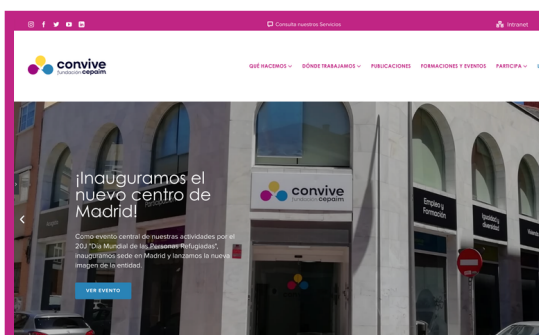 Consulta nuestros Servicios
Intranet
convive
fundación cepaim
QUÉ HACEMOS
DÓNDE TRABAJAMOS
PUBLICACIONES
FORMACIONES Y EVENTOS
PARTICIPA
¡Inauguramos el
nuevo centro de
Madrid!
Como evento central de nuestras actividades por el
20J "Día Mundial de las Personas Refugiadas",
inauguramos sede en Madrid y lanzamos la nueva
imagen de la entidad.
VER EVENTO
convive
fundación cepaim
Empleo y
Formación
Igualdad y
diversidad